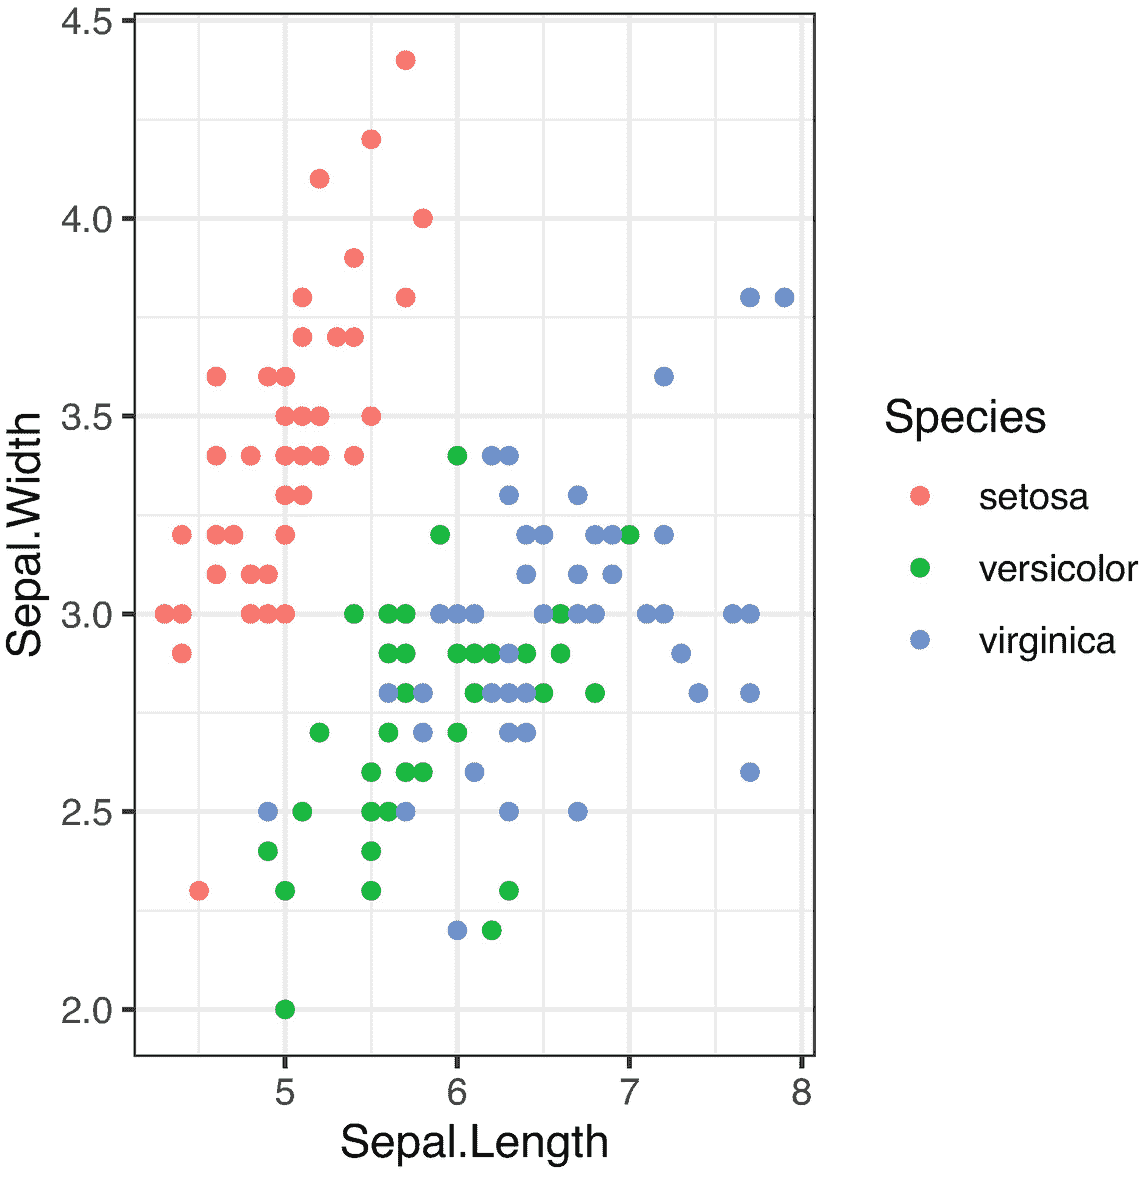 4.5
4.0
3.5
3.0
2.5
2.0
Sepal.Width
5 6 7 8
Sepal.Length
Species
setosa
versicolor
virginica